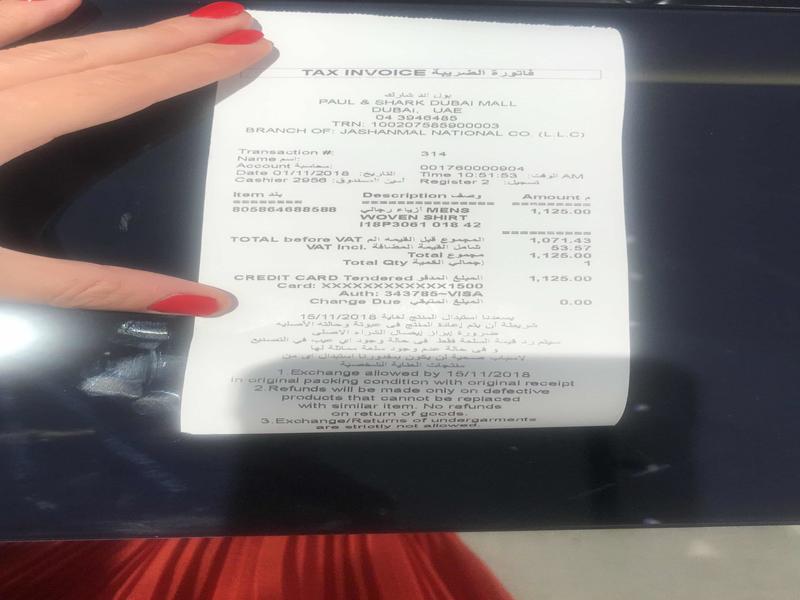 TAX INVOICE فاتورة الضريبة
بول اند شارك
PAUL & SHARK DUBAI MALL
DUBAI, UAE
04 3946485
TRN: 100207585900003
BRANCH OF: JASHANMAL NATIONAL CO. (L.L.C)
Transaction #: 314
Name اسم:
Account محاسبة: 001760000904
Date 01/11/2018 التاريخ: Time 10:51:53 الوقت: AM
Cashier 2956 أمين الصندوق: Register 2 تسجيل:
Item بند Description وصف Amount م
805864688588 أزياء رجالي MENS 1,125.00
WOVEN SHIRT
I18P3061 018 42
TOTAL before VAT المجموع قبل القيمه الم 1,071.43
VAT Incl. شامل القيمة المضافة 53.57
Total مجموع 1,125.00
Total Qty إجمالي الكمية) 1
CREDIT CARD Tendered المبلغ المدفو 1,125.00
Card: XXXXXXXXXXXX1500
Auth: 343785~VISA
Change Due المبلغ المتبقي 0.00
يسعدنا استبدال المنتج لغاية 15/11/2018
شريطة أن يتم إعادة المنتج في عبوتة وحالته الأصليه
ضرورة إبراز إيصال الشراء الاصلي
سيتم رد قيمة السلعة فقط في حالة وجود اي عيب في التصنيع
و في حالة عدم وجود سلعة مماثلة لها
لاسباب صحية لن يكون بمقدورنا استبدال اى من
منتجات العناية الشخصية
1.Exchange allowed by 15/11/2018
in original packing condition with original receipt
2.Refunds will be made only on defective
products that cannot be replaced
with similar item. No refunds
on return of goods.
3.Exchange/Returns of undergarments
are strictly not allowed.